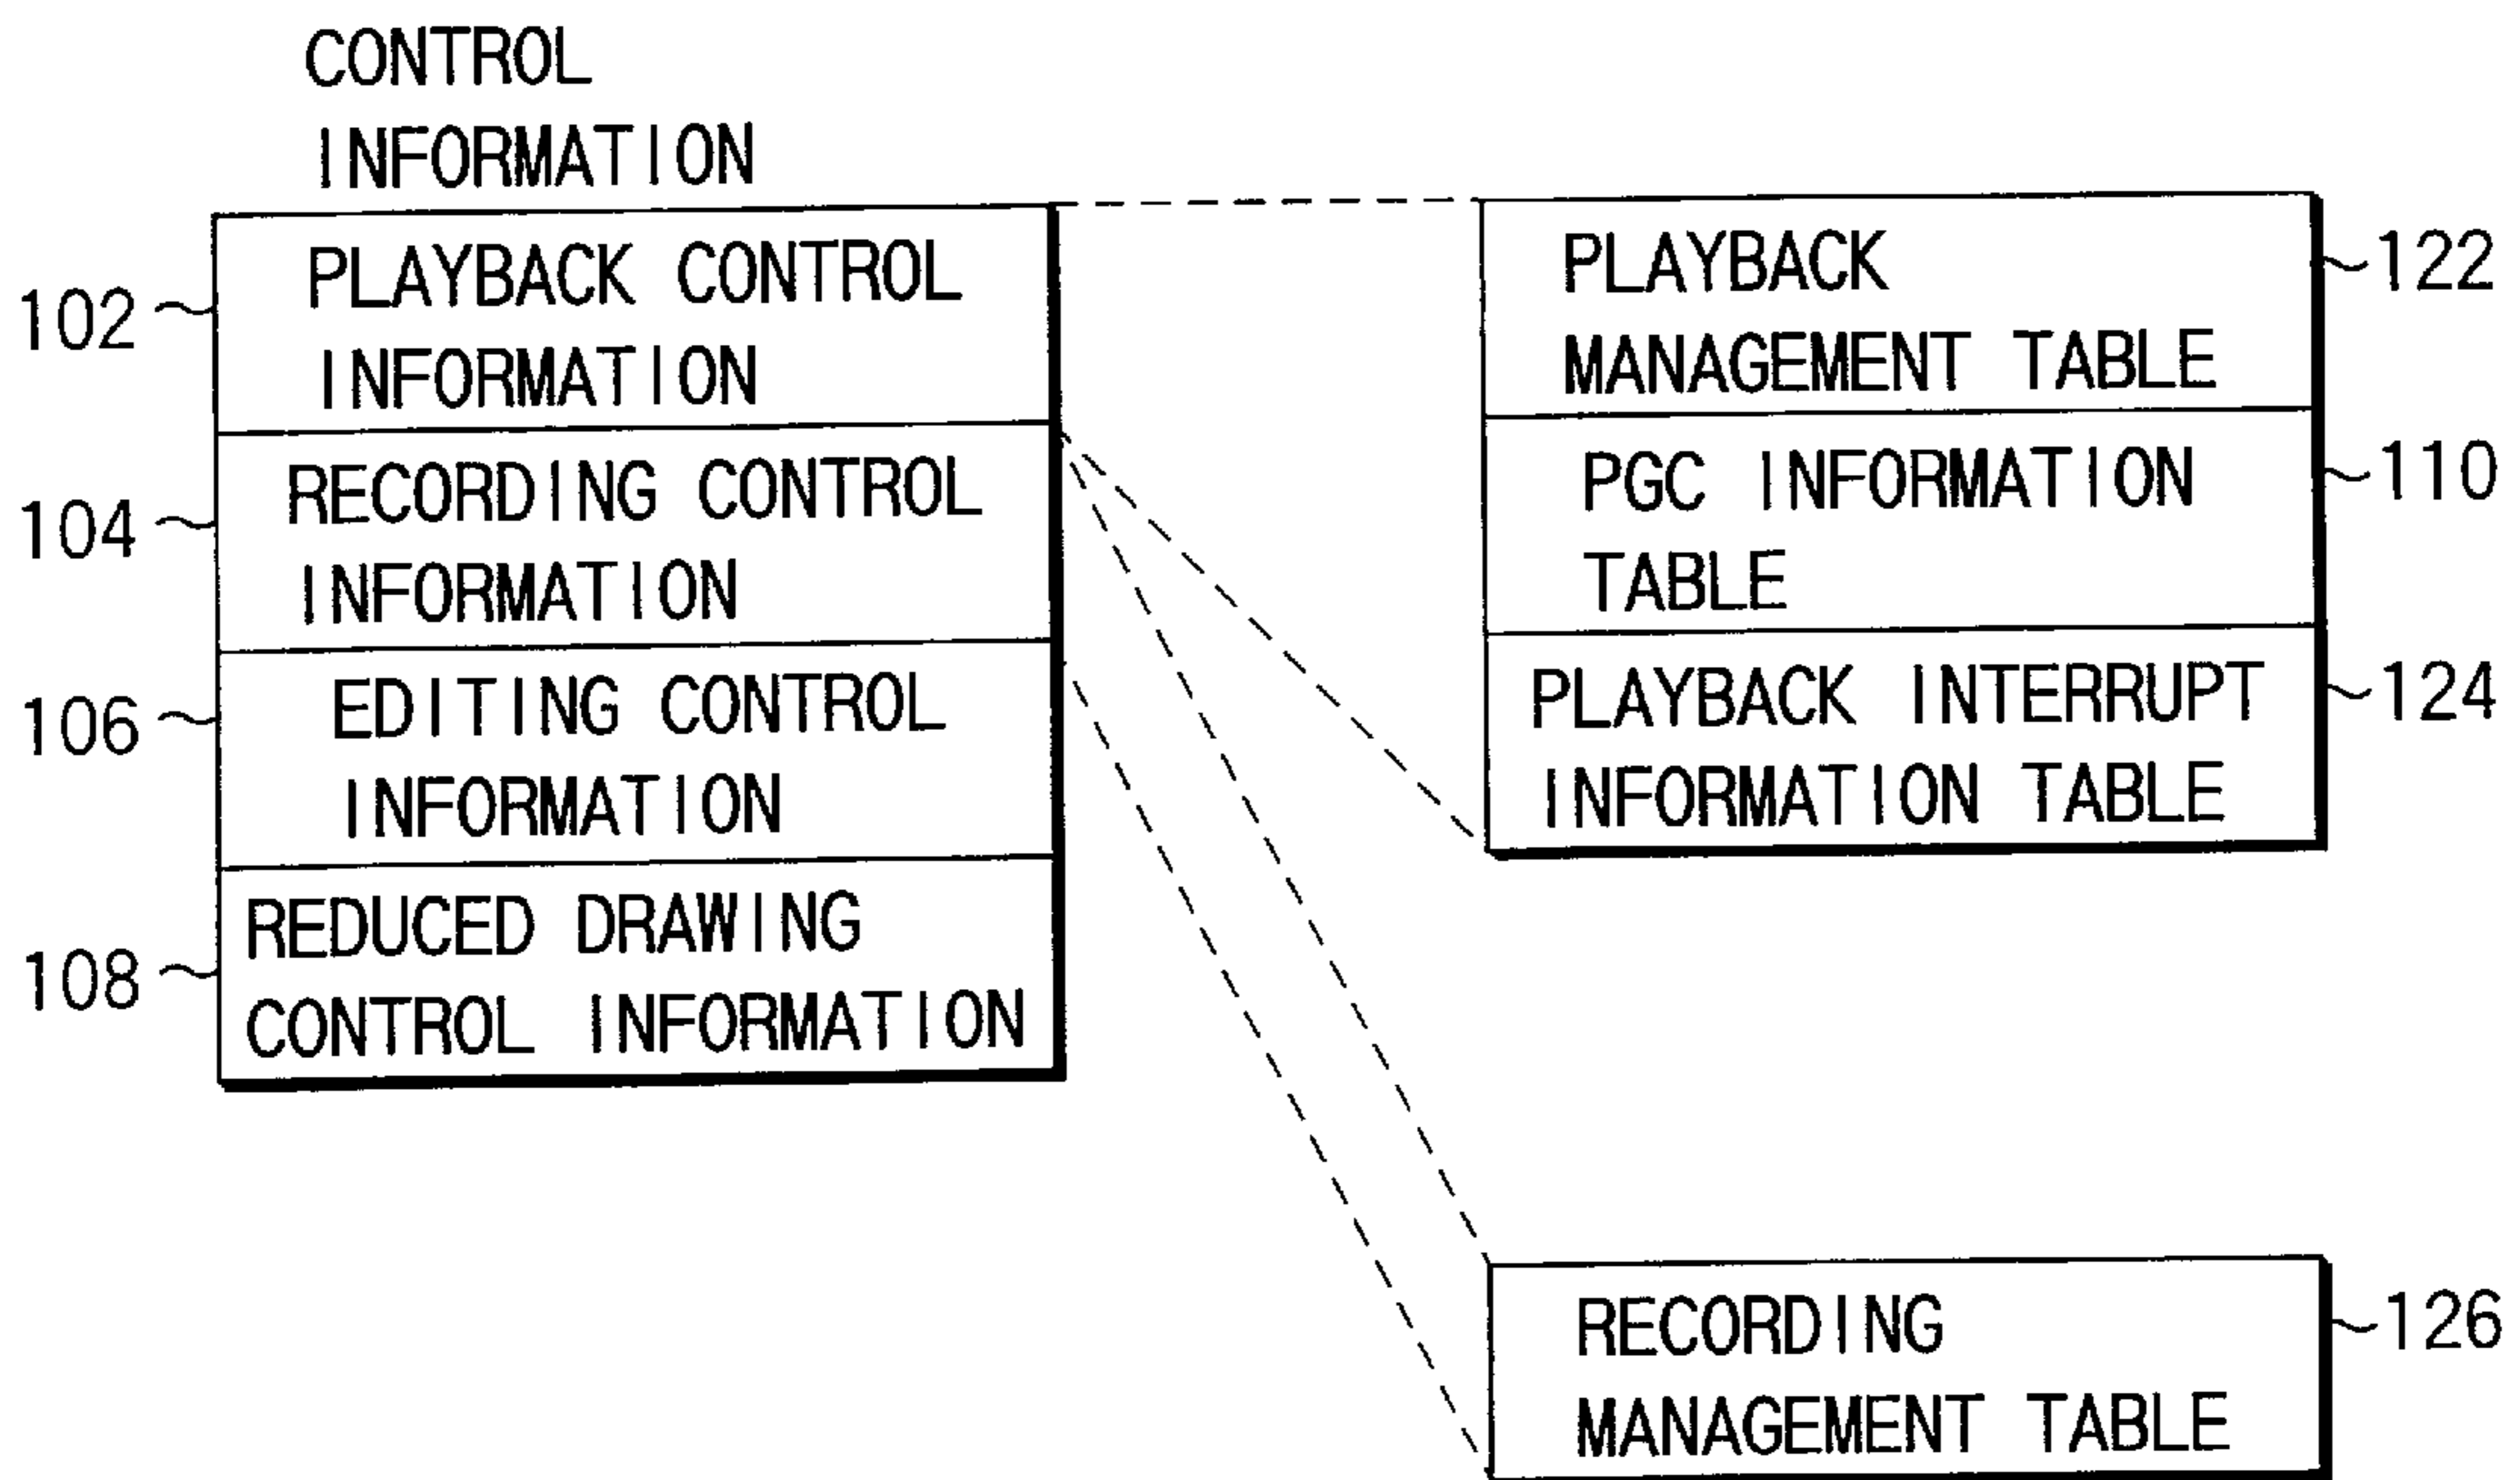 CONTROL
INFORMATION
102
PLAYBACK CONTROL
INFORMATION
104
RECORDING CONTROL
INFORMATION
106
EDITING CONTROL
INFORMATION
108
REDUCED DRAWING
CONTROL INFORMATION
PLAYBACK
MANAGEMENT TABLE
122
PGC INFORMATION
TABLE
110
PLAYBACK INTERRUPT
INFORMATION TABLE
124
RECORDING
MANAGEMENT TABLE
126